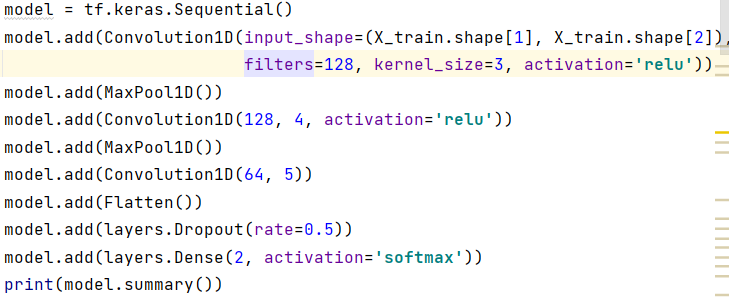 model = tf.keras.Sequential()
model.add(Convolution1D(input_shape=(X_train.shape[1], X_train.shape[2]),
                        filters=128, kernel_size=3, activation='relu'))
model.add(MaxPool1D())
model.add(Convolution1D(128, 4, activation='relu'))
model.add(MaxPool1D())
model.add(Convolution1D(64, 5))
model.add(Flatten())
model.add(layers.Dropout(rate=0.5))
model.add(layers.Dense(2, activation='softmax'))
print(model.summary())